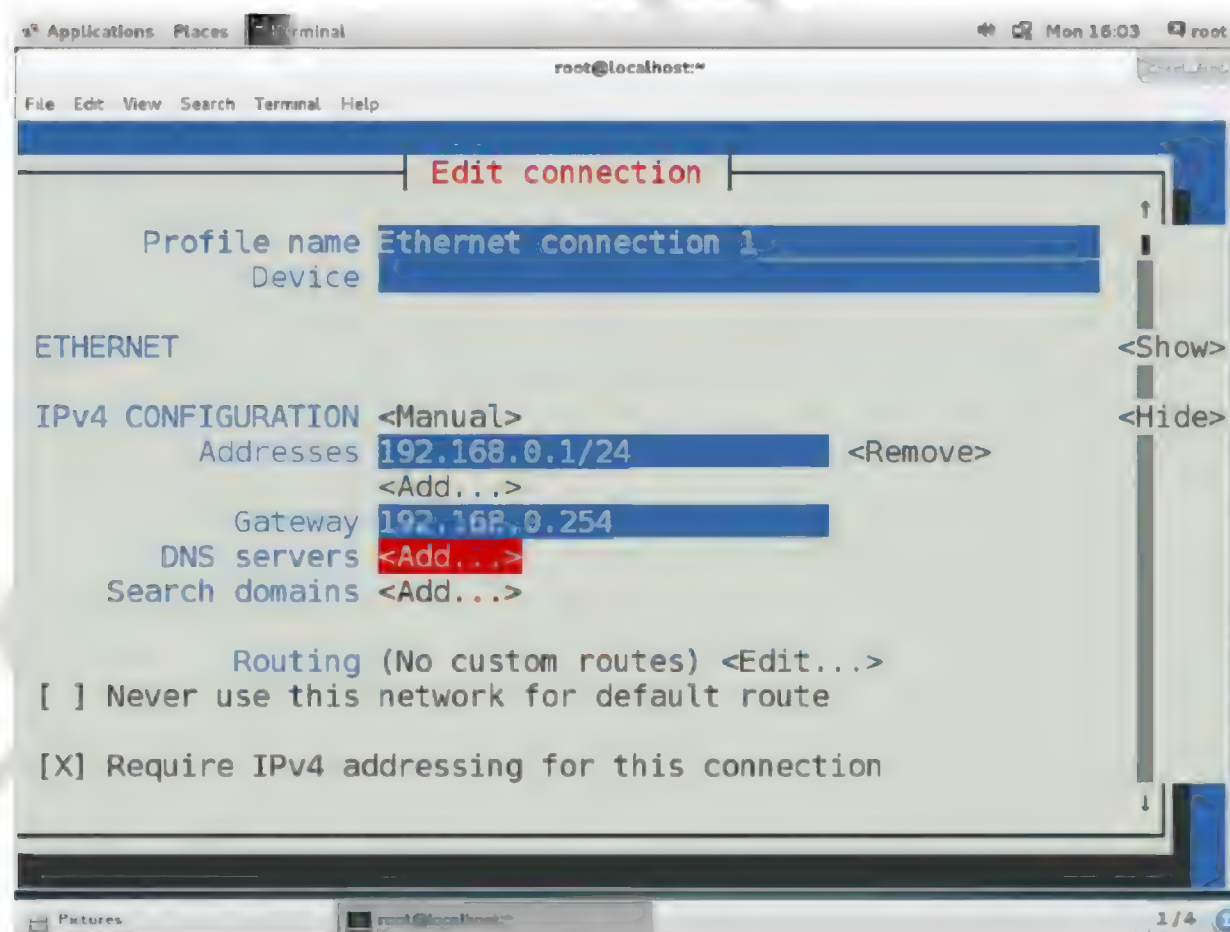 Applications Places Terminal Mon 16:03 root
root@localhost:~
File Edit View Search Terminal Help
Edit connection
Profile name Ethernet connection 1
Device
ETHERNET <Show>
IPv4 CONFIGURATION <Manual> <Hide>
Addresses 192.168.0.1/24 <Remove>
<Add...>
Gateway 192.168.0.254
DNS servers <Add...>
Search domains <Add...>
Routing (No custom routes) <Edit...>
[ ] Never use this network for default route
[X] Require IPv4 addressing for this connection
Pictures root@localhost:~ 1/4